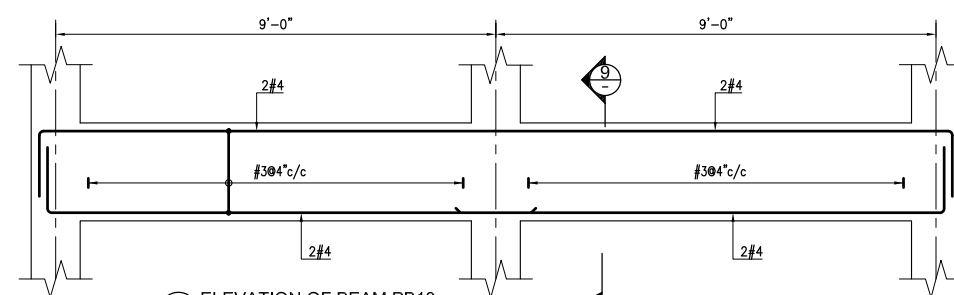 9'-0" 9'-0"
2#4 9 2#4
-
#3@4"c/c #3@4"c/c
2#4 2#4
ELEVATION OF BEAM PB18